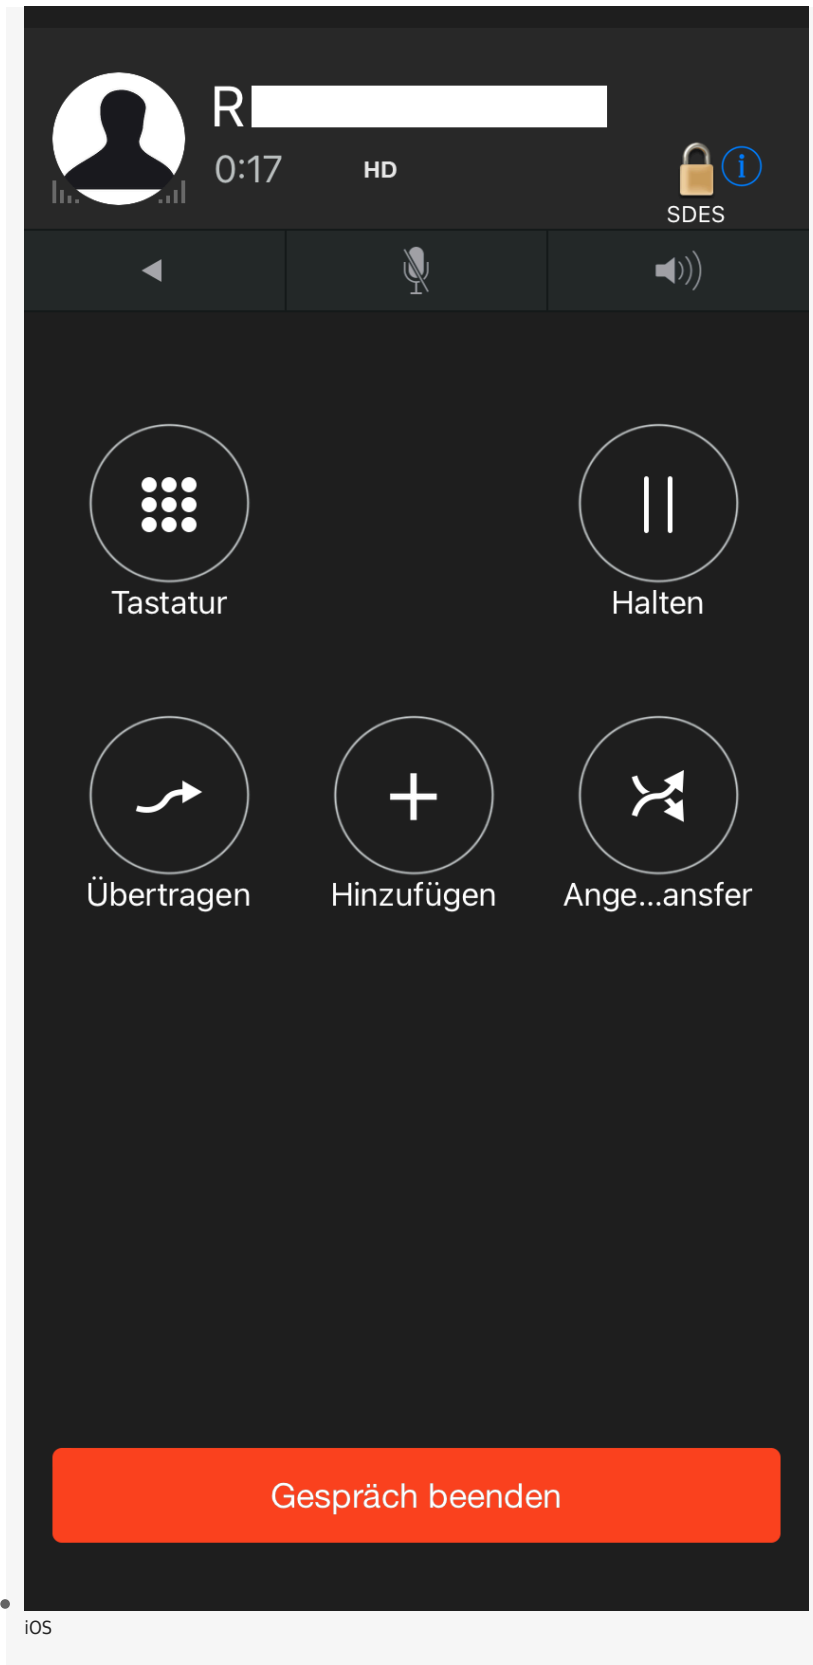 R
0:17 HD
SDES
Tastatur Halten
Übertragen Hinzufügen Ange...ansfer
Gespräch beenden
iOS